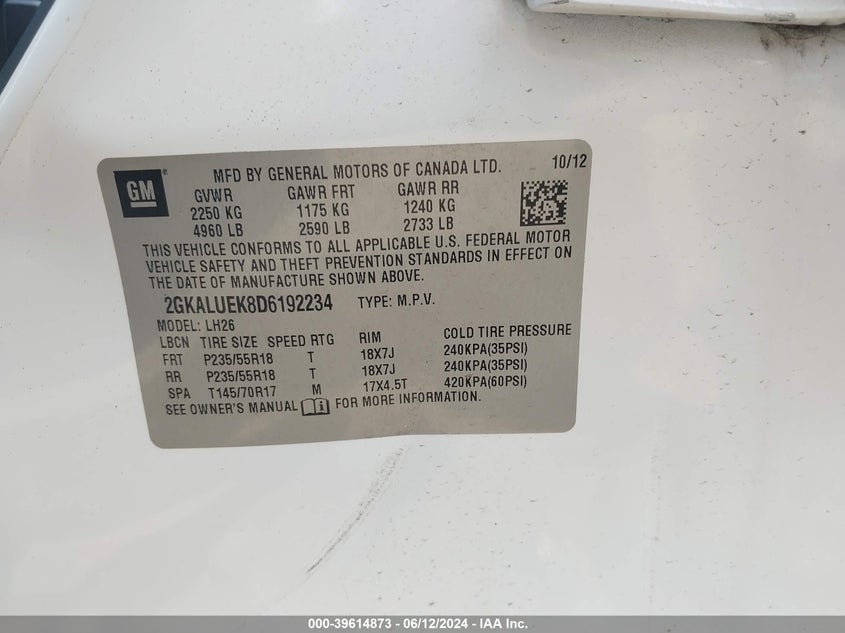 GM
MFD BY GENERAL MOTORS OF CANADA LTD. 10/12
GVWR GAWR FRT GAWR RR
2250 KG 1175 KG 1240 KG
4960 LB 2590 LB 2733 LB
THIS VEHICLE CONFORMS TO ALL APPLICABLE U.S. FEDERAL MOTOR
VEHICLE SAFETY AND THEFT PREVENTION STANDARDS IN EFFECT ON
THE DATE OF MANUFACTURE SHOWN ABOVE.
2GKALUEK8D6192234 TYPE: M.P.V.
MODEL: LH26
LBCN TIRE SIZE SPEED RTG RIM COLD TIRE PRESSURE
FRT P235/55R18 T 18X7J 240KPA(35PSI)
RR P235/55R18 T 18X7J 240KPA(35PSI)
SPA T145/70R17 M 17X4.5T 420KPA(60PSI)
SEE OWNER'S MANUAL FOR MORE INFORMATION.
000-39614873 - 06/12/2024 - IAA Inc.